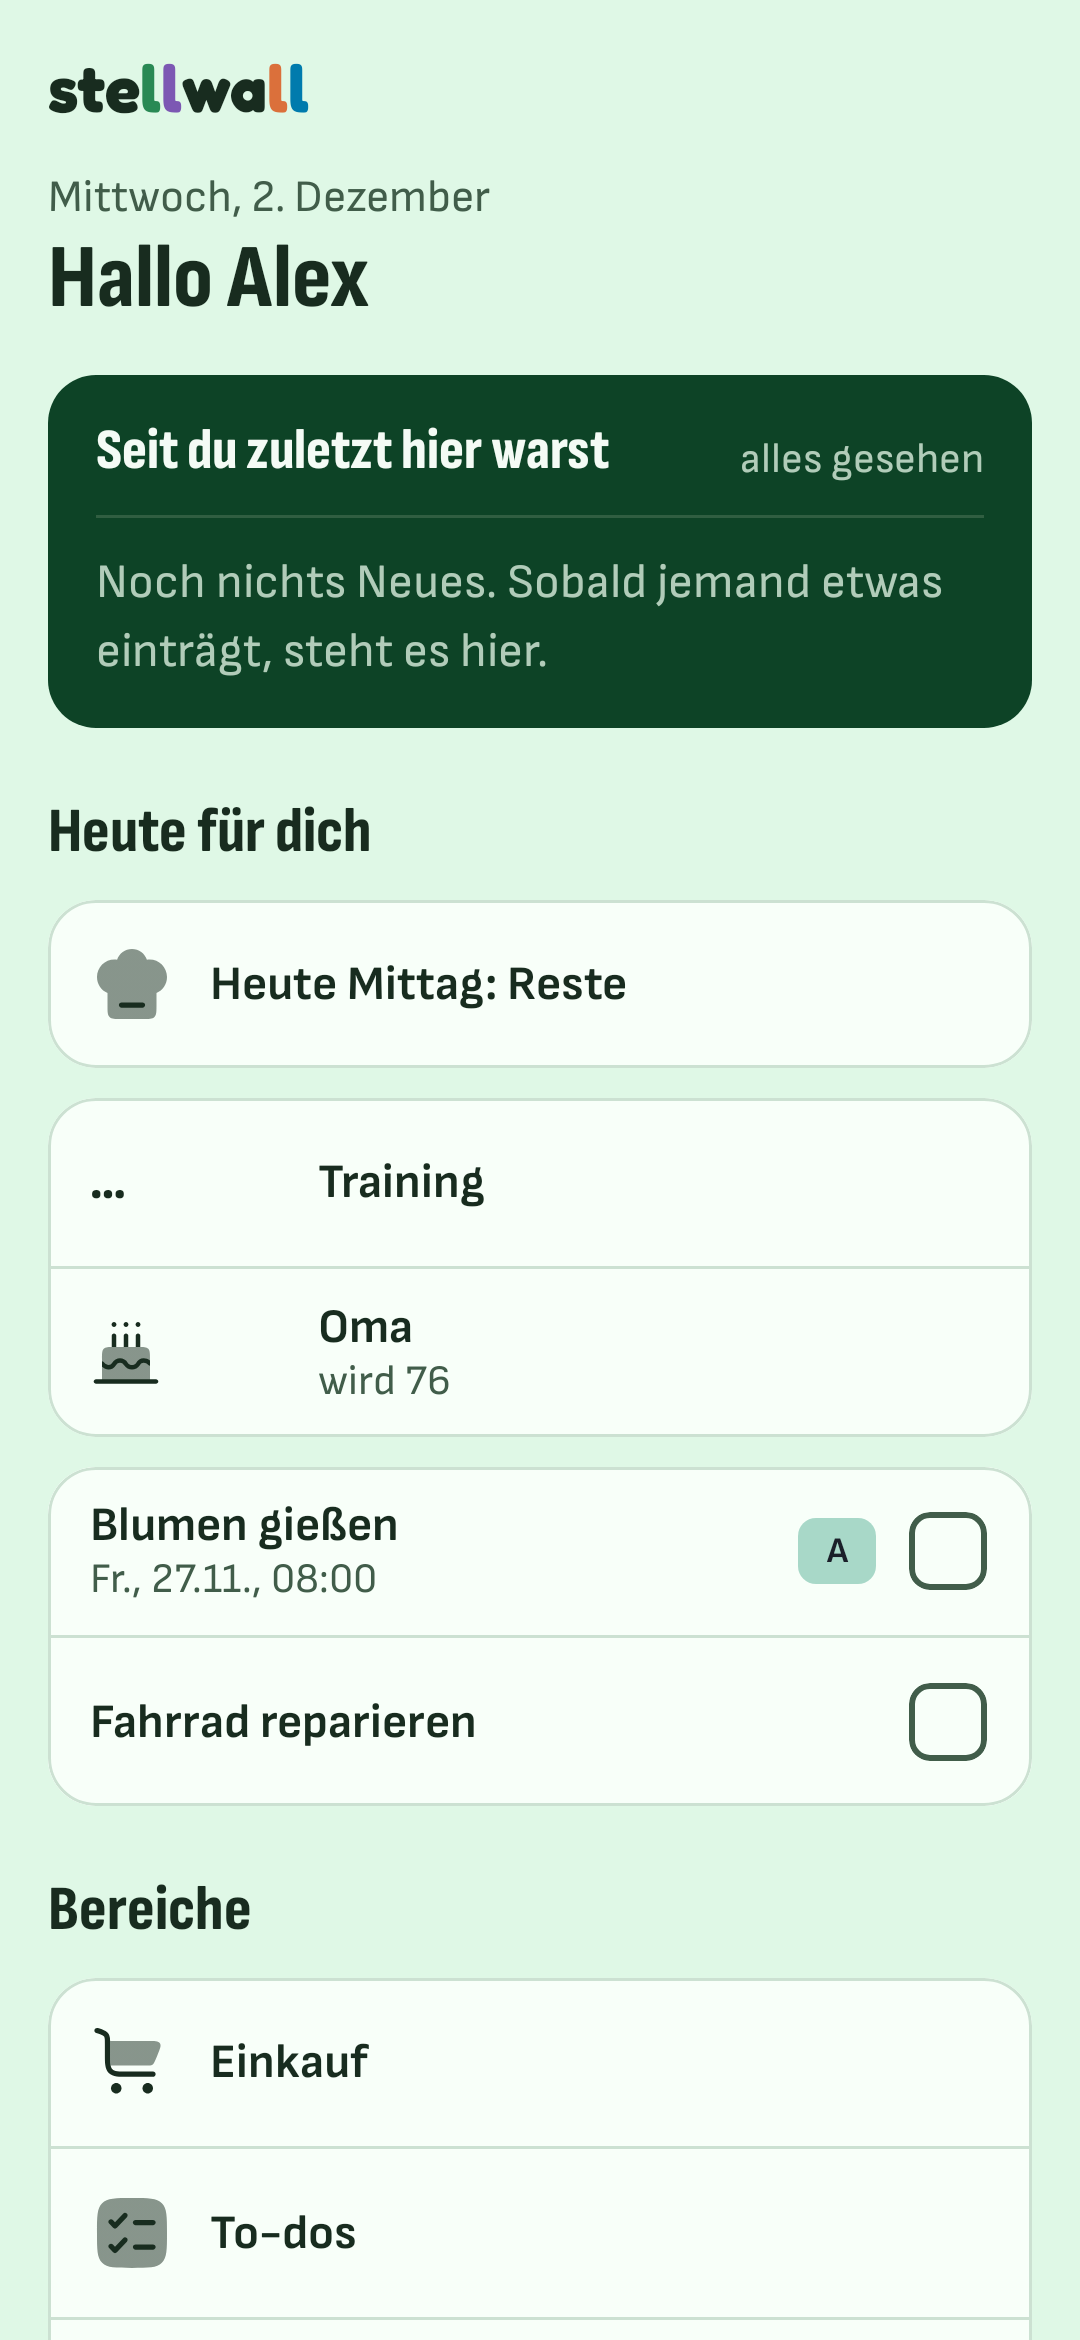 stellwall
Mittwoch, 2. Dezember
Hallo Alex
Seit du zuletzt hier warst
alles gesehen
Noch nichts Neues. Sobald jemand etwas
einträgt, steht es hier.
Heute für dich
Heute Mittag: Reste
... Training
Oma
wird 76
Blumen gießen
Fr., 27.11., 08:00
A
Fahrrad reparieren
Bereiche
Einkauf
To-dos